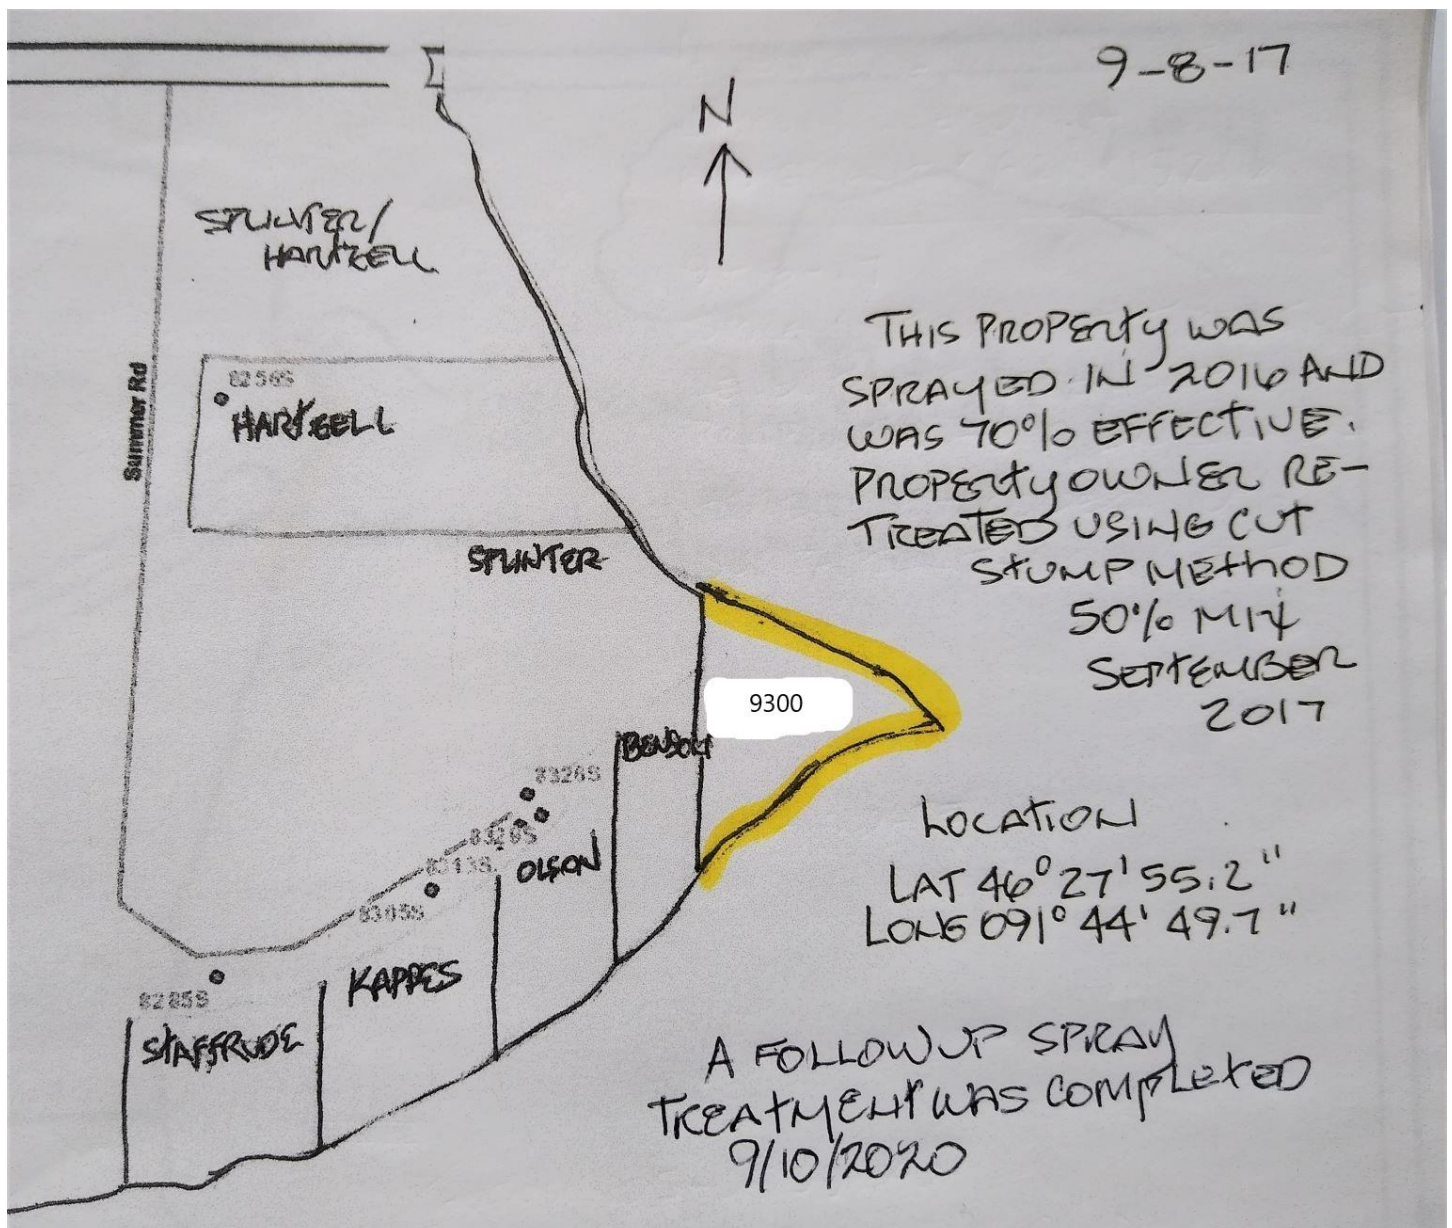 9-8-17
N
SPLINTER/
HARTZELL
Summer Rd
8256S
HARTZELL
SPLINTER
THIS PROPERTY WAS
SPRAYED IN 2016 AND
WAS 70% EFFECTIVE.
PROPERTY OWNER RE-
TREATED USING CUT
STUMP METHOD
50% MIX
SEPTEMBER
2017
9300
BENSON
8326S
8320S
8313S
OLSON
8305S
LOCATION
LAT 46° 27' 55.2"
LONG 091° 44' 49.7"
8285S
STAFFRUDE
KAPPES
A FOLLOW UP SPRAY
TREATMENT WAS COMPLETED
9/10/2020